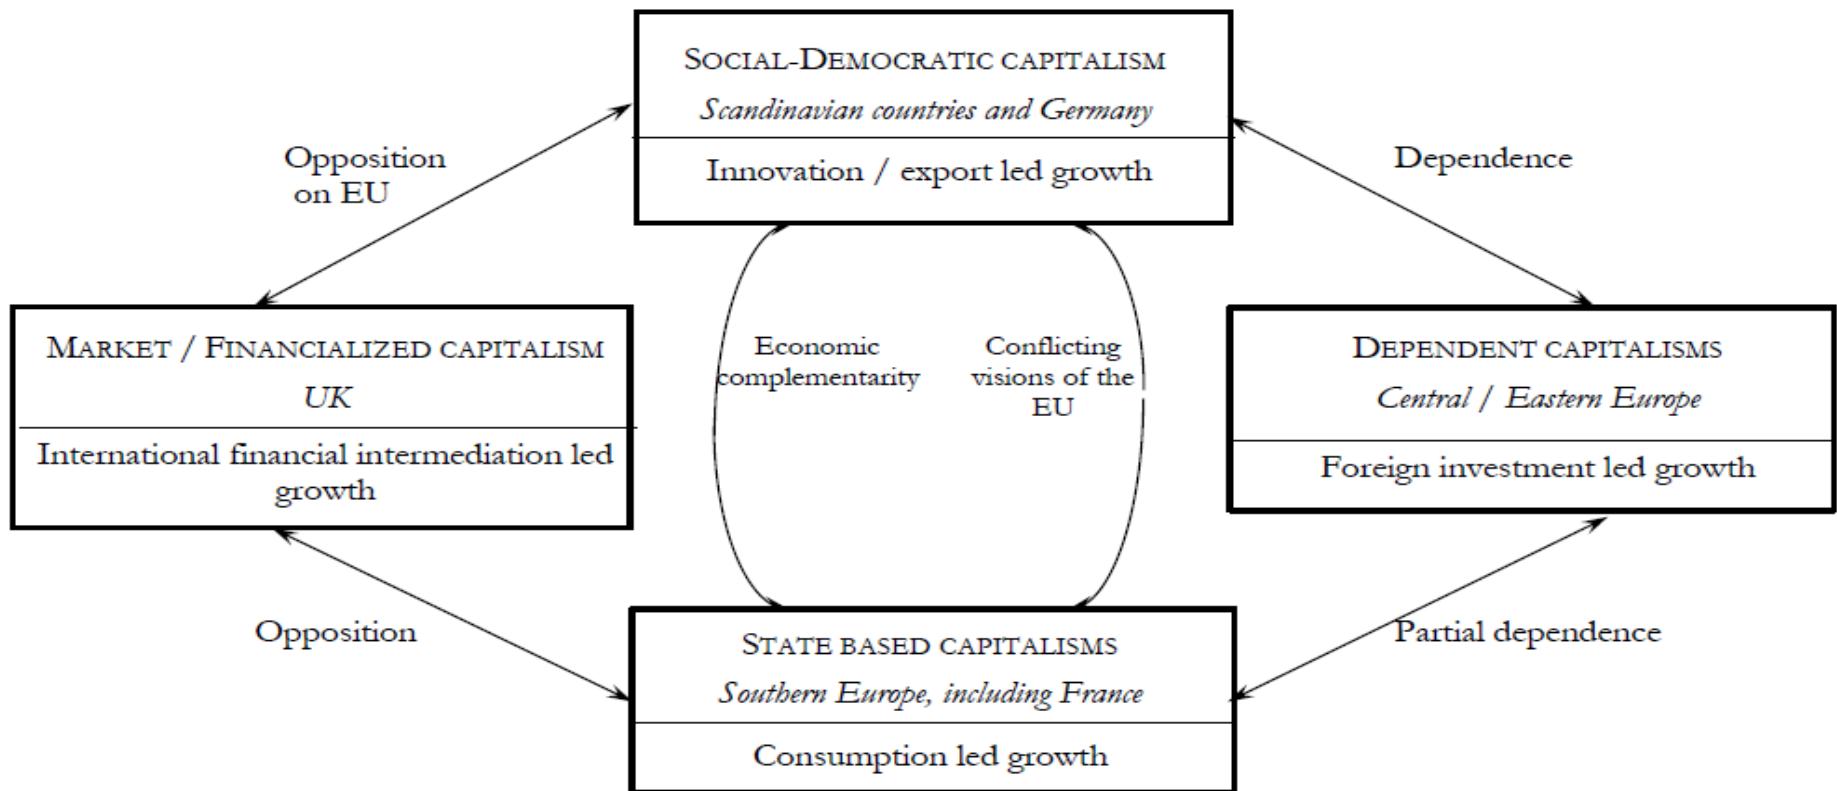 SOCIAL-DEMOCRATIC CAPITALISM
Scandinavian countries and Germany
Innovation / export led growth
Opposition
on EU
Dependence
MARKET / FINANCIALIZED CAPITALISM
UK
International financial intermediation led
growth
Economic
complementarity
Conflicting
visions of the
EU
DEPENDENT CAPITALISMS
Central / Eastern Europe
Foreign investment led growth
Opposition
Partial dependence
STATE BASED CAPITALISMS
Southern Europe, including France
Consumption led growth